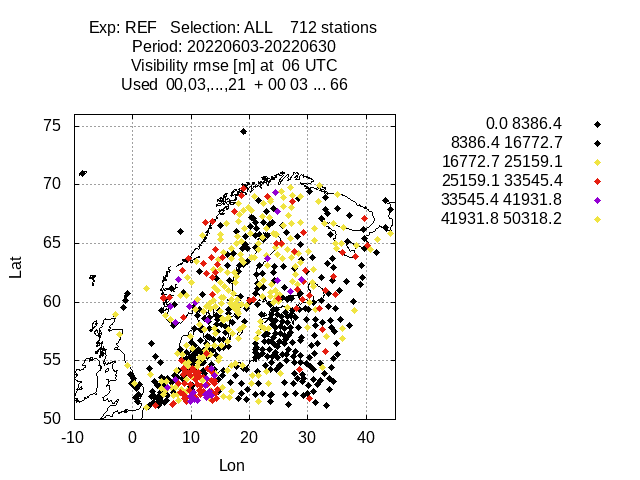 Exp: REF Selection: ALL 712 stations
Period: 20220603-20220630
Visibility rmse [m] at 06 UTC
Used 00,03,...,21 + 00 03 ... 66
0.0 8386.4
8386.4 16772.7
16772.7 25159.1
25159.1 33545.4
33545.4 41931.8
41931.8 50318.2
75
70
65
60
55
50
Lat
-10 0 10 20 30 40
Lon